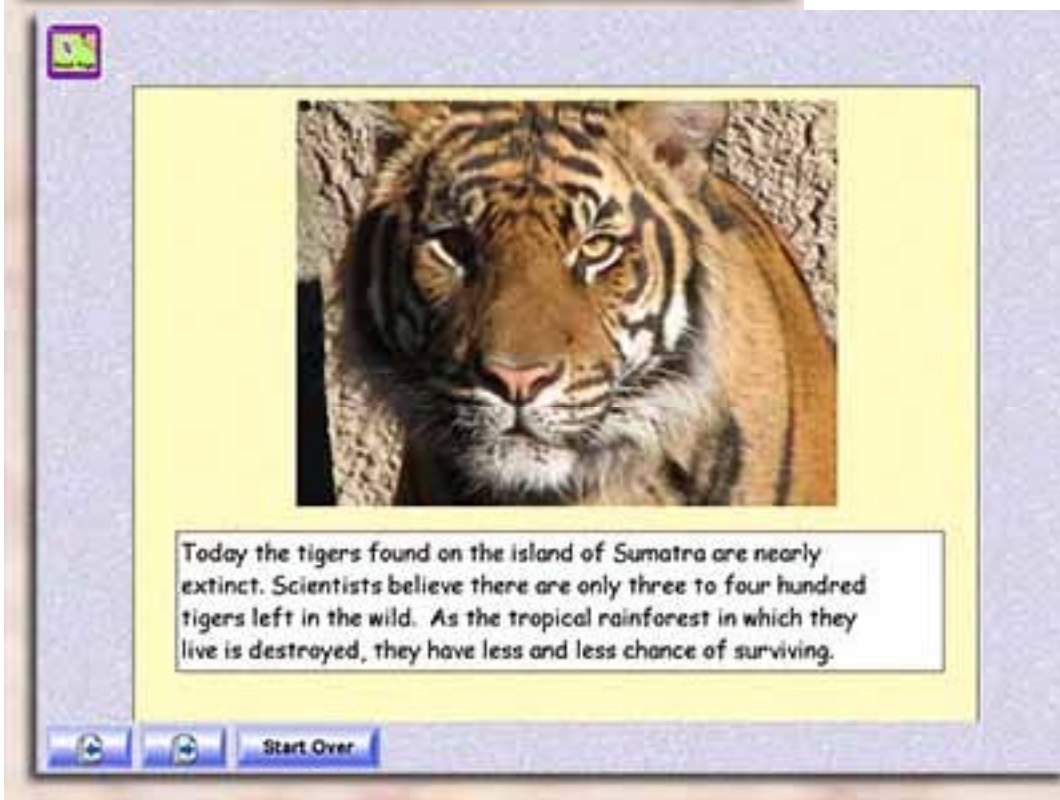 Today the tigers found on the island of Sumatra are nearly
extinct. Scientists believe there are only three to four hundred
tigers left in the wild.  As the tropical rainforest in which they
live is destroyed, they have less and less chance of surviving.
Start Over